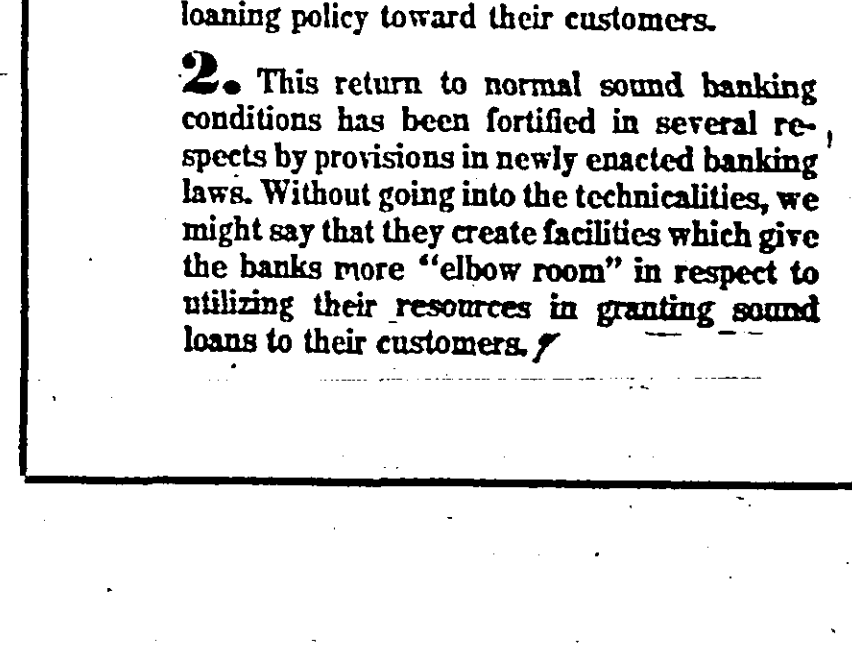 loaning policy toward their customers.
2. This return to normal sound banking
conditions has been fortified in several re-
spects by provisions in newly enacted banking
laws. Without going into the technicalities, we
might say that they create facilities which give
the banks more “elbow room” in respect to
utilizing their resources in granting sound
loans to their customers.